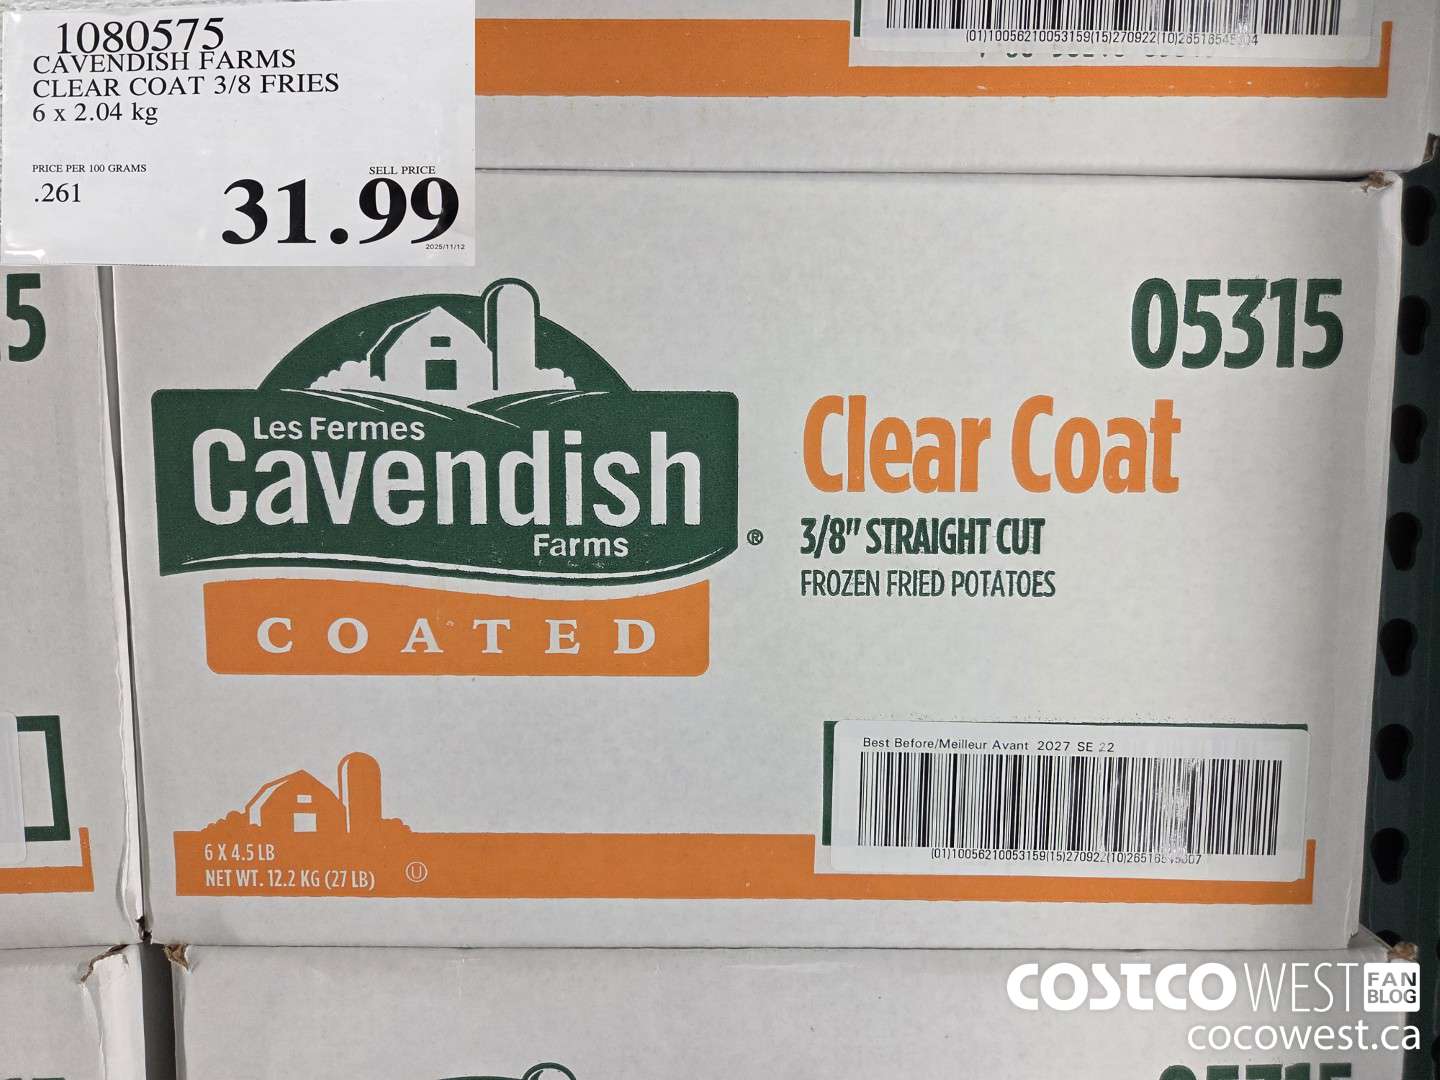 1080575
CAVENDISH FARMS
CLEAR COAT 3/8 FRIES
6 x 2.04 kg
PRICE PER 100 GRAMS
.261
SELL PRICE
31.99
2025/11/12
5
05315
Les Fermes
Cavendish
Farms
®
COATED
Clear Coat
3/8" STRAIGHT CUT
FROZEN FRIED POTATOES
Best Before/Meilleur Avant 2027 SE 22
6 X 4.5 LB
NET WT. 12.2 KG (27 LB)
U
COSTCO WEST
FAN
BLOG
cocowest.ca